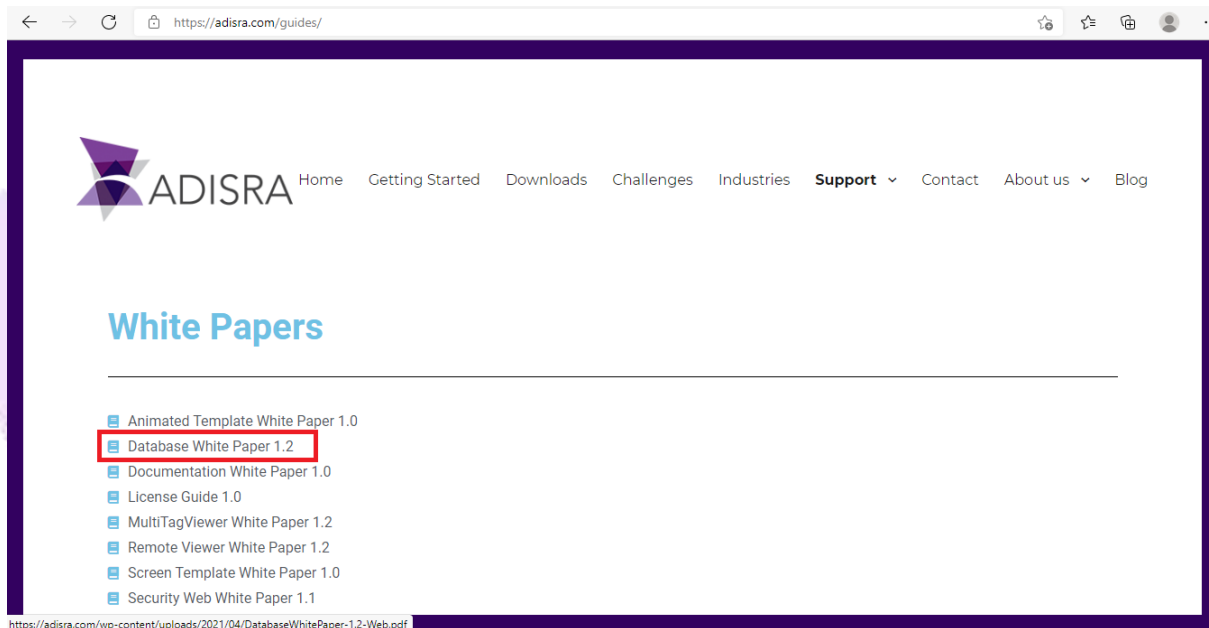 https://adisra.com/guides/
ADISRA
Home Getting Started Downloads Challenges Industries Support Contact About us Blog
White Papers
Animated Template White Paper 1.0
Database White Paper 1.2
Documentation White Paper 1.0
License Guide 1.0
MultiTagViewer White Paper 1.2
Remote Viewer White Paper 1.2
Screen Template White Paper 1.0
Security Web White Paper 1.1
https://adisra.com/wp-content/uploads/2021/04/DatabaseWhitePaper-1.2-Web.pdf